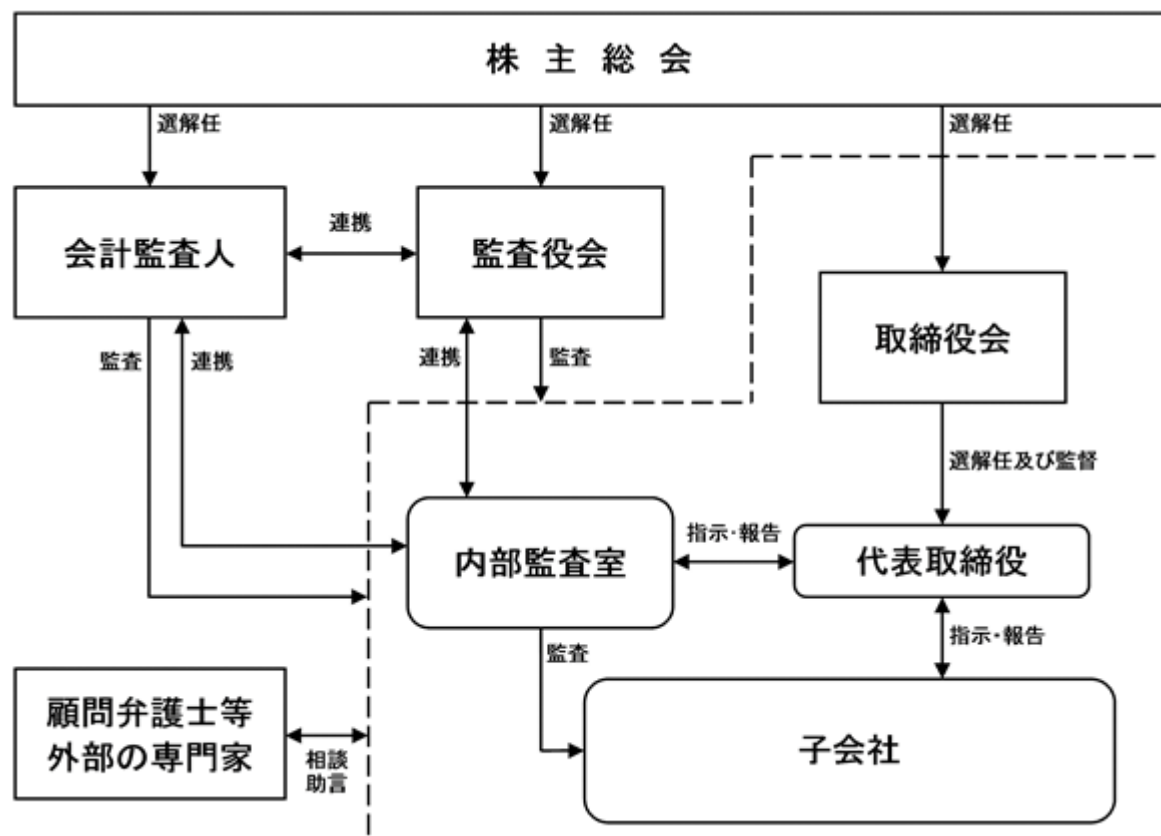 株主総会
選解任
選解任
選解任
会計監査人
連携
監査役会
取締役会
監査
連携
連携
監査
選解任及び監督
内部監査室
指示・報告
代表取締役
監査
指示・報告
顧問弁護士等
外部の専門家
相談
助言
子会社